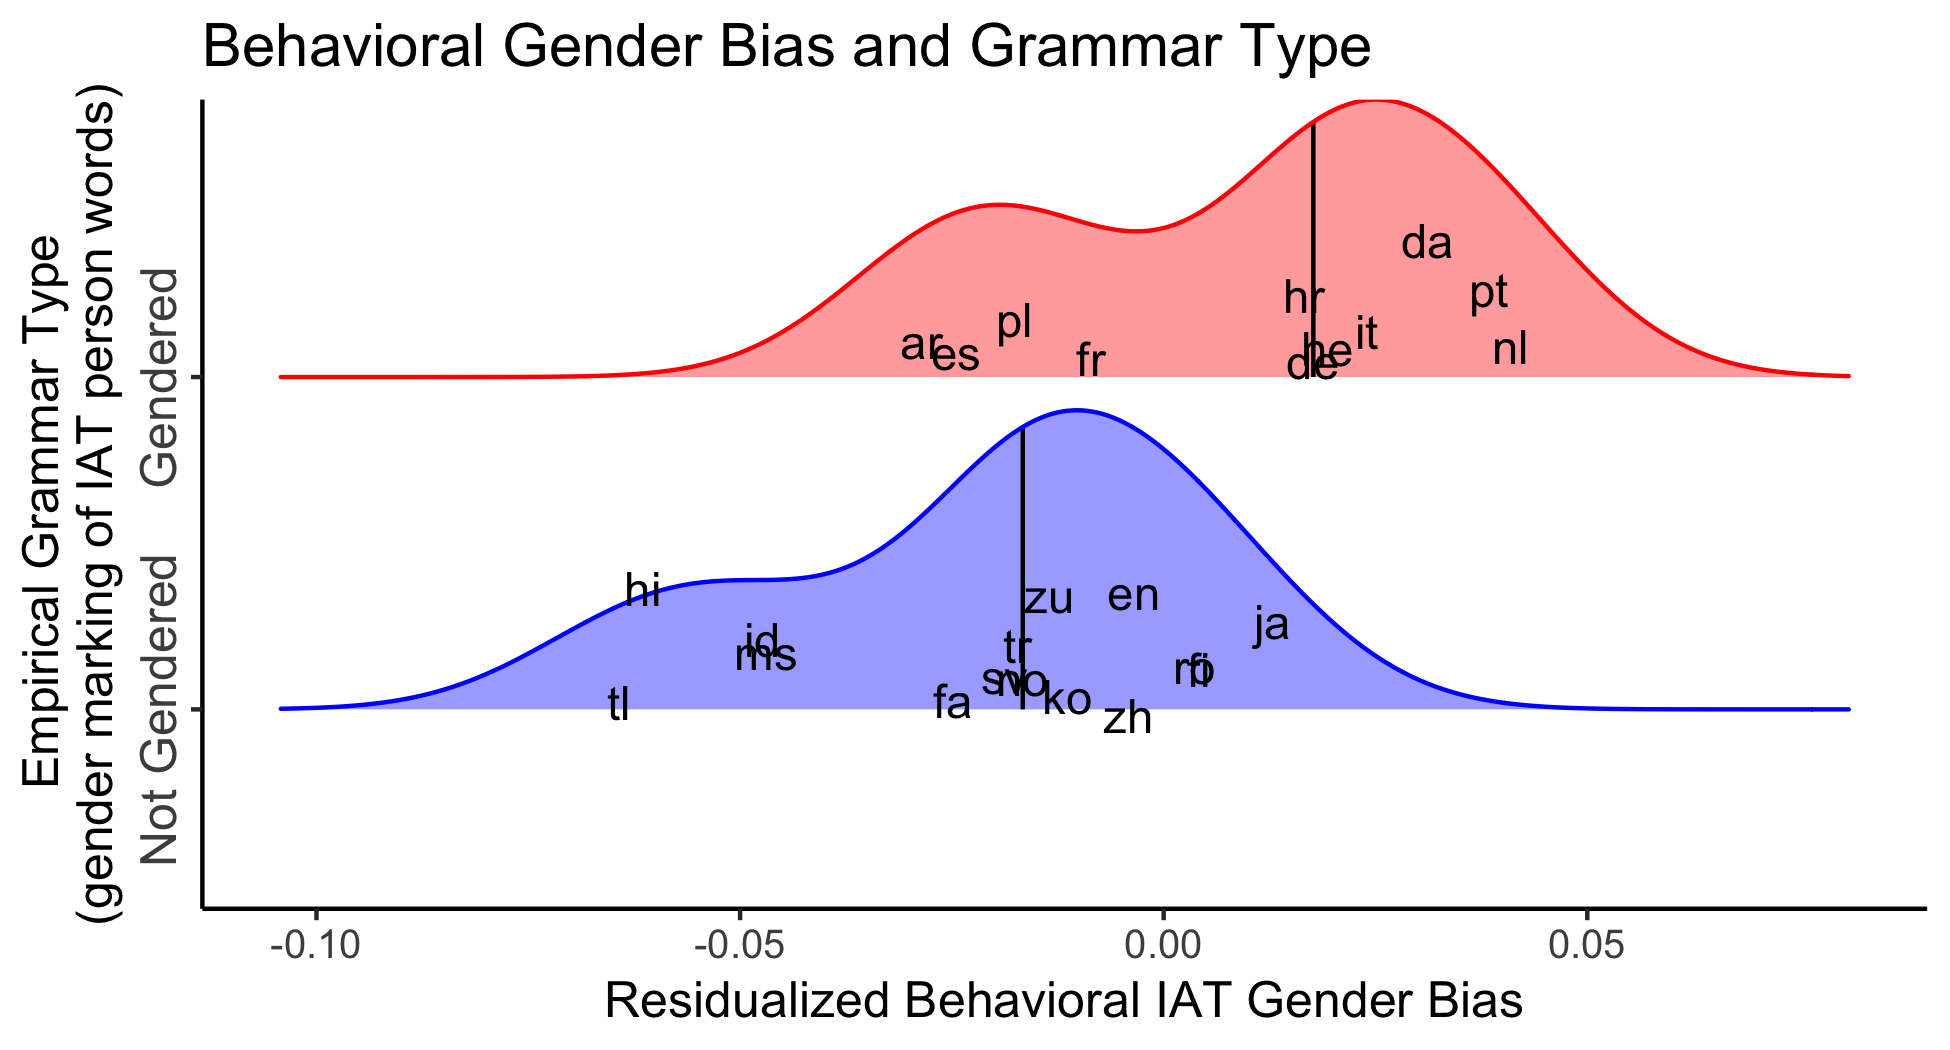 Behavioral Gender Bias and Grammar Type
Empirical Grammar Type
(gender marking of IAT person words)
Gendered
Not Gendered
da
hr
pt
pl
it
ar
es
fr
he
de
nl
hi
zu
en
ja
id
ms
tr
tl
fa
sv
no
ko
fi
zh
-0.10
-0.05
0.00
0.05
Residualized Behavioral IAT Gender Bias